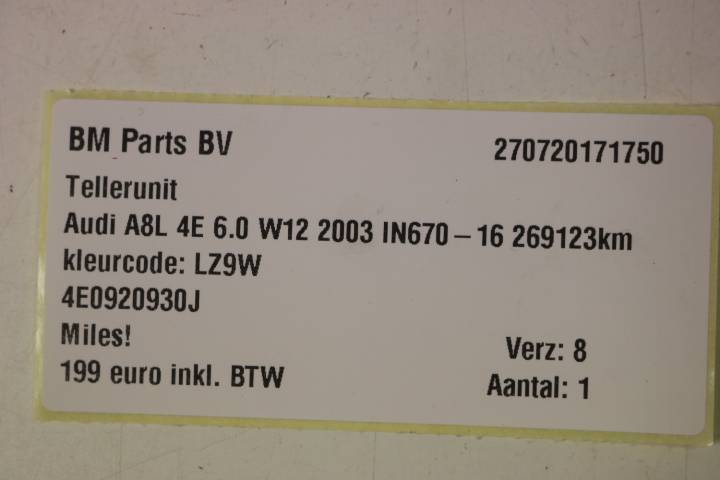 BM Parts BV 270720171750
Tellerunit
Audi A8L 4E 6.0 W12 2003 IN670-16 269123km
kleurcode: LZ9W
4E0920930J
Miles! Verz: 8
199 euro inkl. BTW Aantal: 1